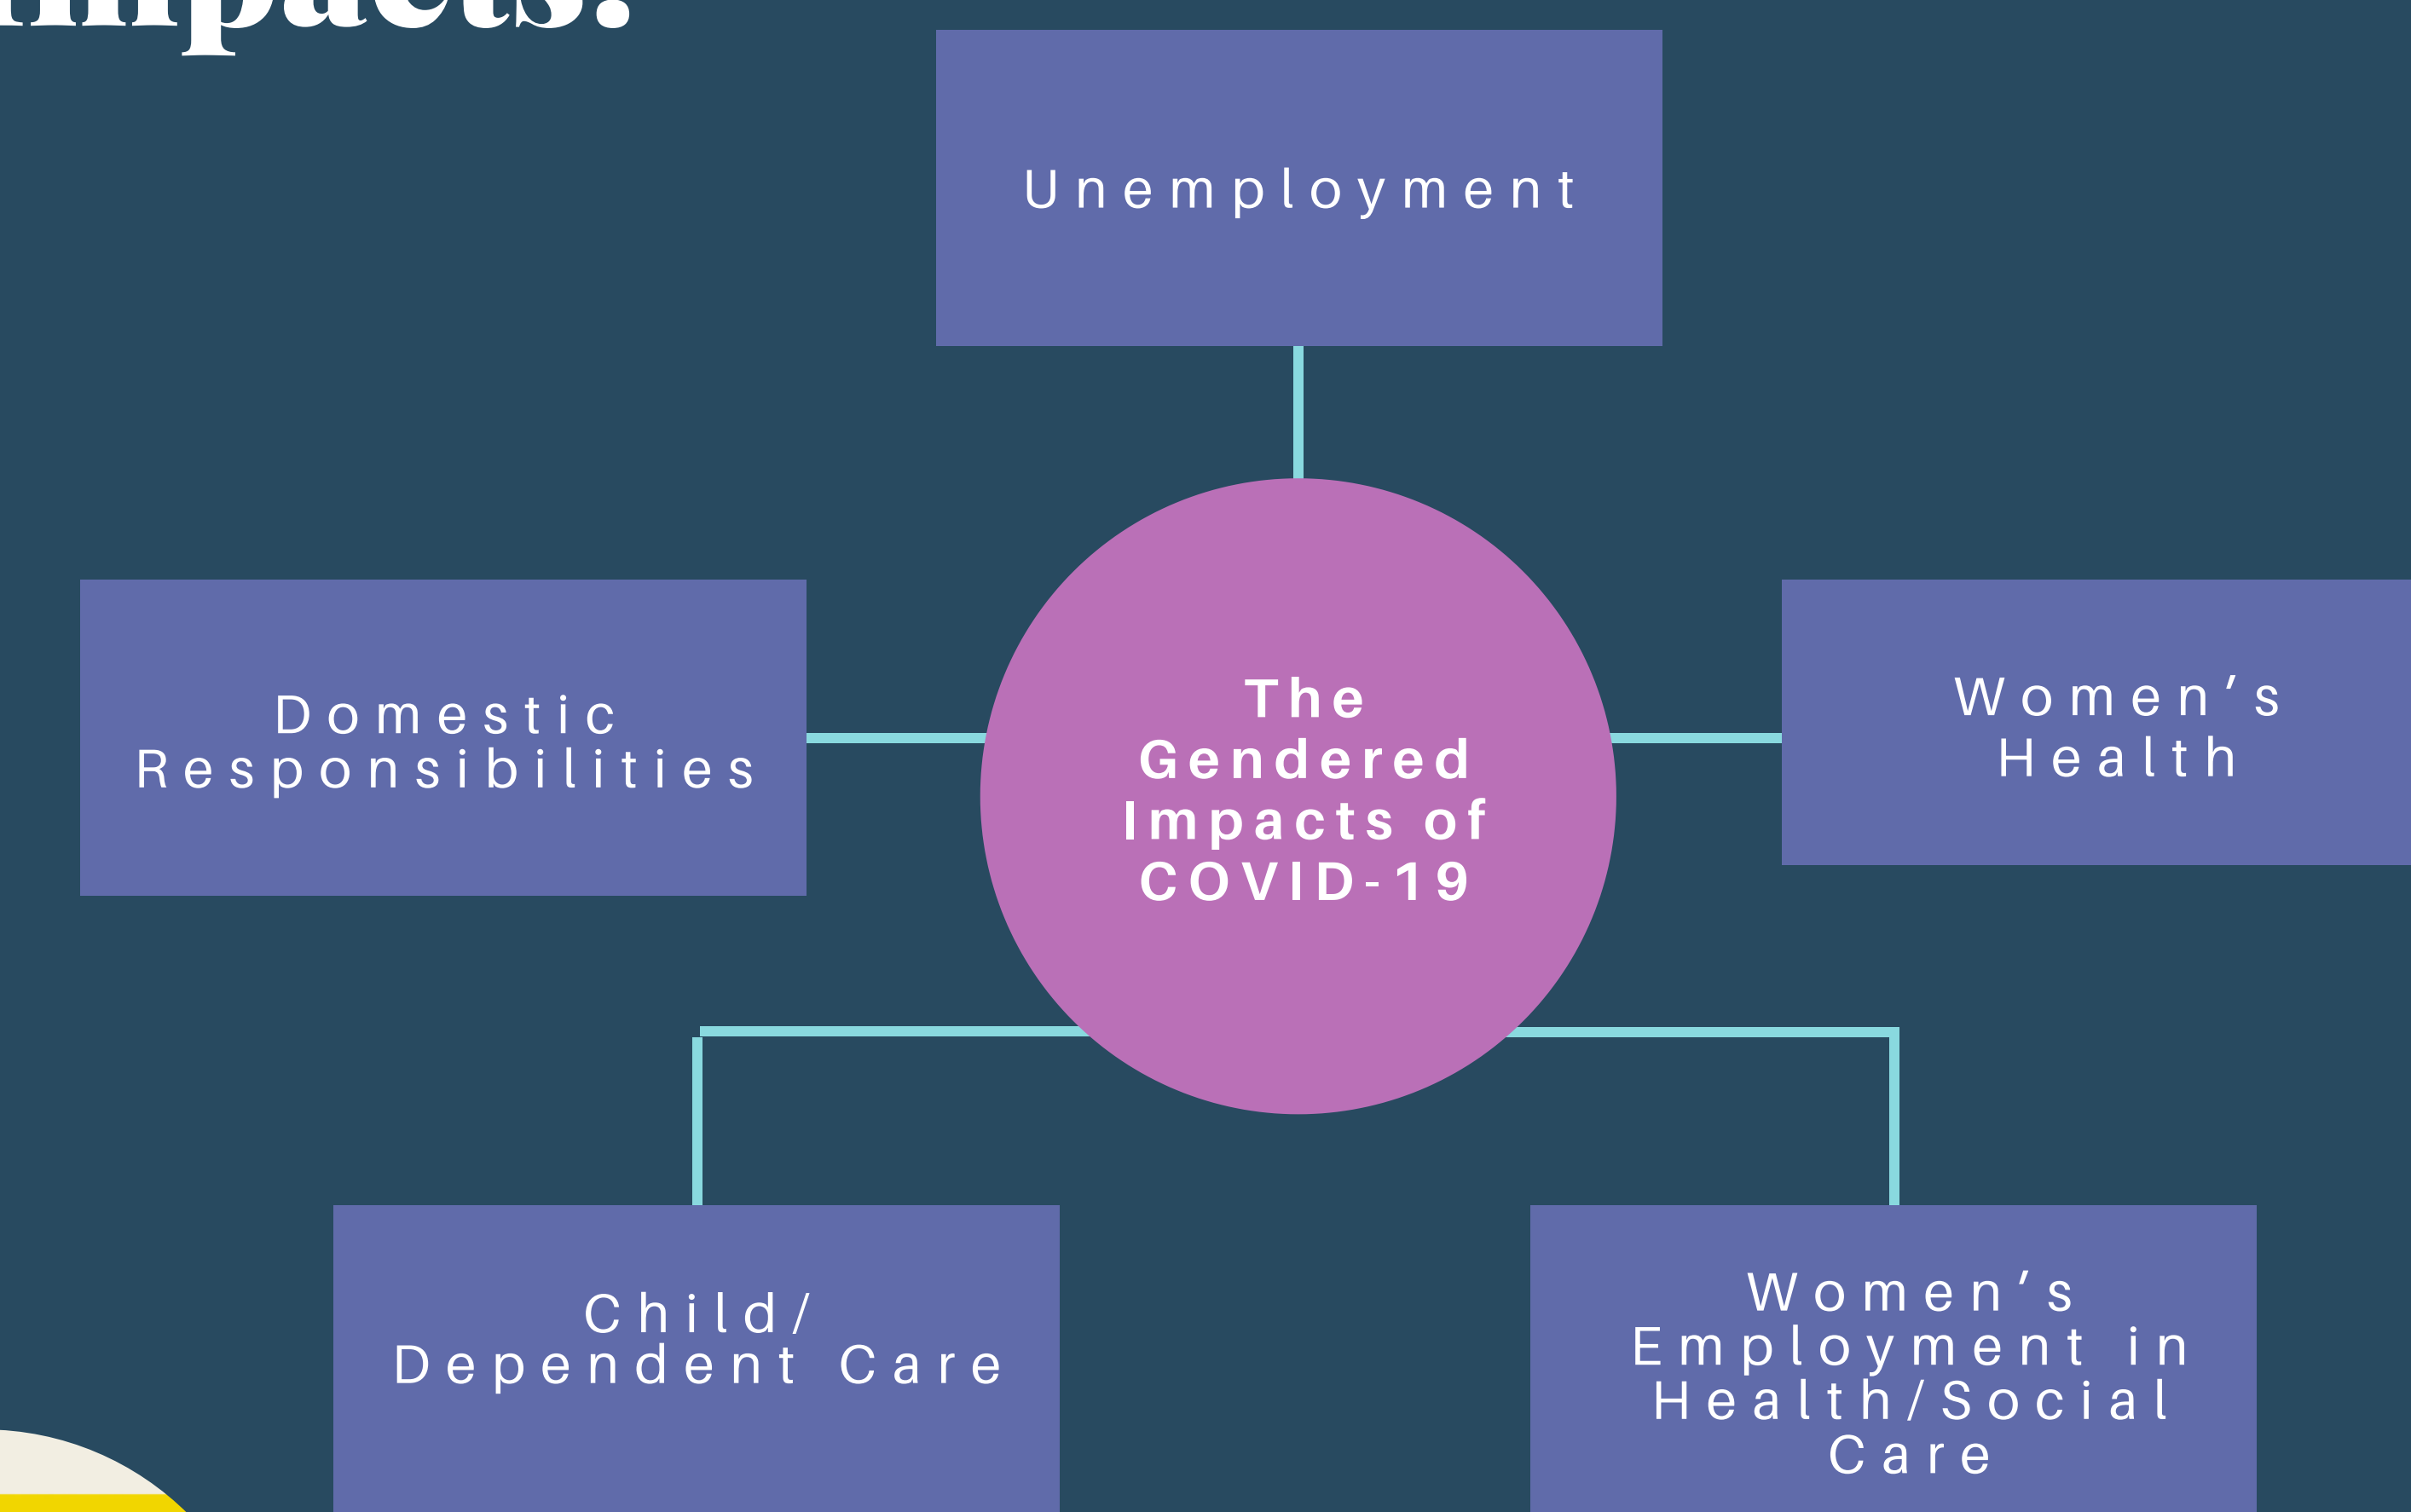 Impacts.
Unemployment
Domestic
Responsibilities
The
Gendered
Impacts of
COVID-19
Women's
Health
Child/
Dependent Care
Women's
Employment in
Health/Social
Care